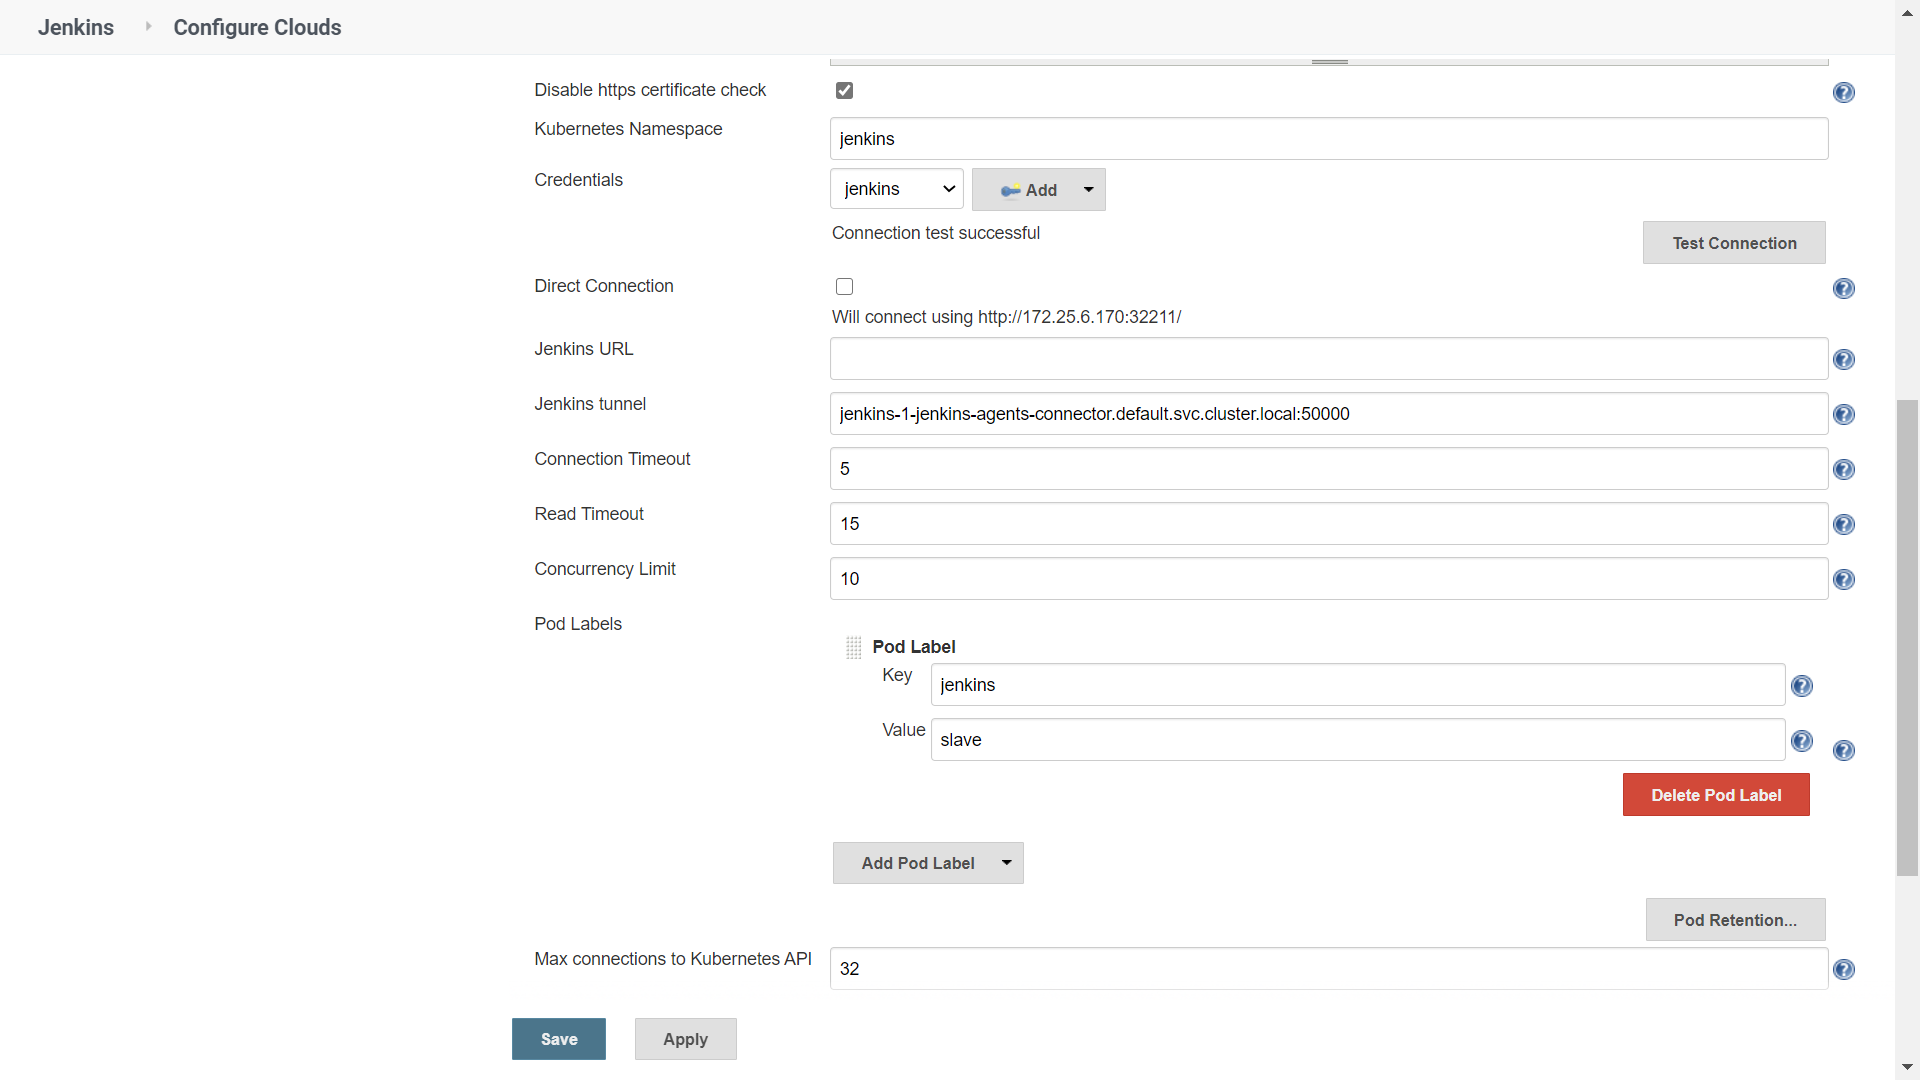 Jenkins Configure Clouds
Disable https certificate check
Kubernetes Namespace
jenkins
Credentials
jenkins
Add
Connection test successful
Test Connection
Direct Connection
Will connect using http://172.25.6.170:32211/
Jenkins URL
Jenkins tunnel
jenkins-1-jenkins-agents-connector.default.svc.cluster.local:50000
Connection Timeout
5
Read Timeout
15
Concurrency Limit
10
Pod Labels
Pod Label
Key
jenkins
Value
slave
Delete Pod Label
Add Pod Label
Pod Retention...
Max connections to Kubernetes API
32
Save
Apply